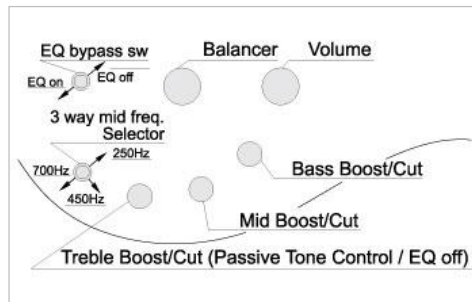 EQ bypass sw
Balancer
Volume
EQ on
EQ off
3 way mid freq.
Selector
250Hz
700Hz
450Hz
Bass Boost/Cut
Mid Boost/Cut
Treble Boost/Cut (Passive Tone Control / EQ off)